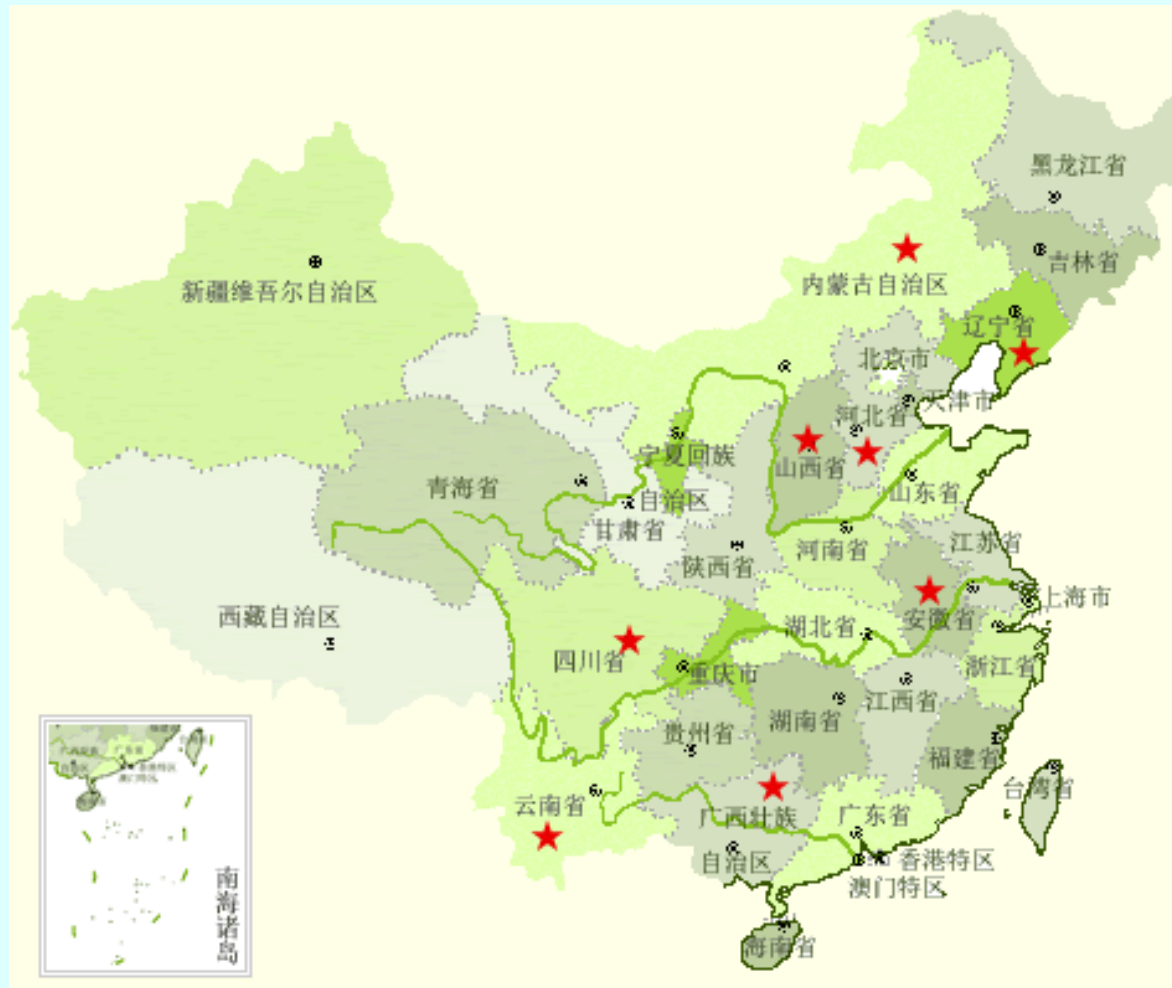 黑龙江省
吉林省
内蒙古自治区
新疆维吾尔自治区
辽宁省
北京市
天津市
河北省
宁夏回族
自治区
山西省
青海省
山东省
甘肃省
陕西省
河南省
江苏省
西藏自治区
上海市
安徽省
湖北省
四川省
重庆市
浙江省
江西省
湖南省
贵州省
福建省
台湾省
云南省
广西壮族
自治区
广东省
香港特区
澳门特区
海南省
南海诸岛